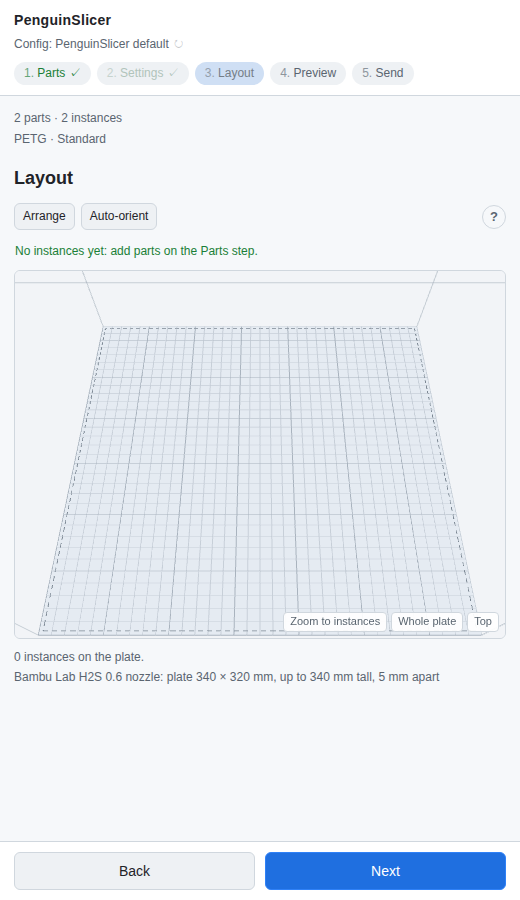 PenguinSlicer
Config: PenguinSlicer default
1. Parts ✓ 2. Settings ✓ 3. Layout 4. Preview 5. Send
2 parts · 2 instances
PETG · Standard
Layout
Arrange Auto-orient ?
No instances yet: add parts on the Parts step.
Zoom to instances Whole plate Top
0 instances on the plate.
Bambu Lab H2S 0.6 nozzle: plate 340 × 320 mm, up to 340 mm tall, 5 mm apart
Back Next